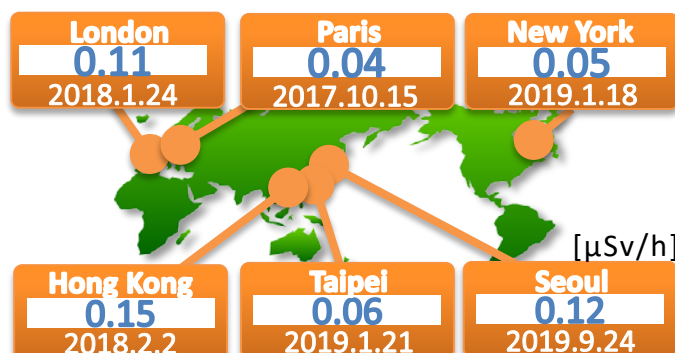 London
0.11
2018.1.24
Paris
0.04
2017.10.15
New York
0.05
2019.1.18
[μSv/h]
Hong Kong
0.15
2018.2.2
Taipei
0.06
2019.1.21
Seoul
0.12
2019.9.24